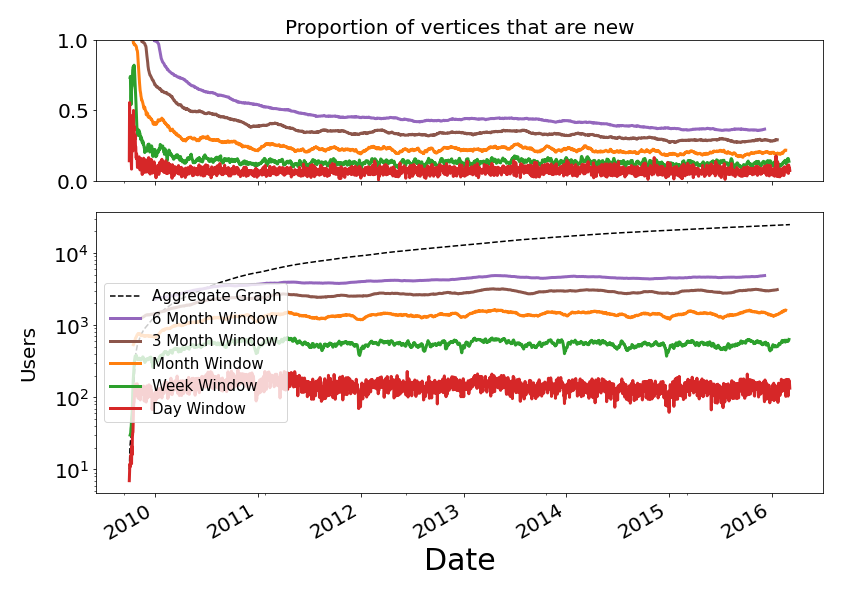 Proportion of vertices that are new
1.0
0.5
0.0
10^4
10^3
10^2
10^1
Users
Aggregate Graph
6 Month Window
3 Month Window
Month Window
Week Window
Day Window
2010 2011 2012 2013 2014 2015 2016
Date